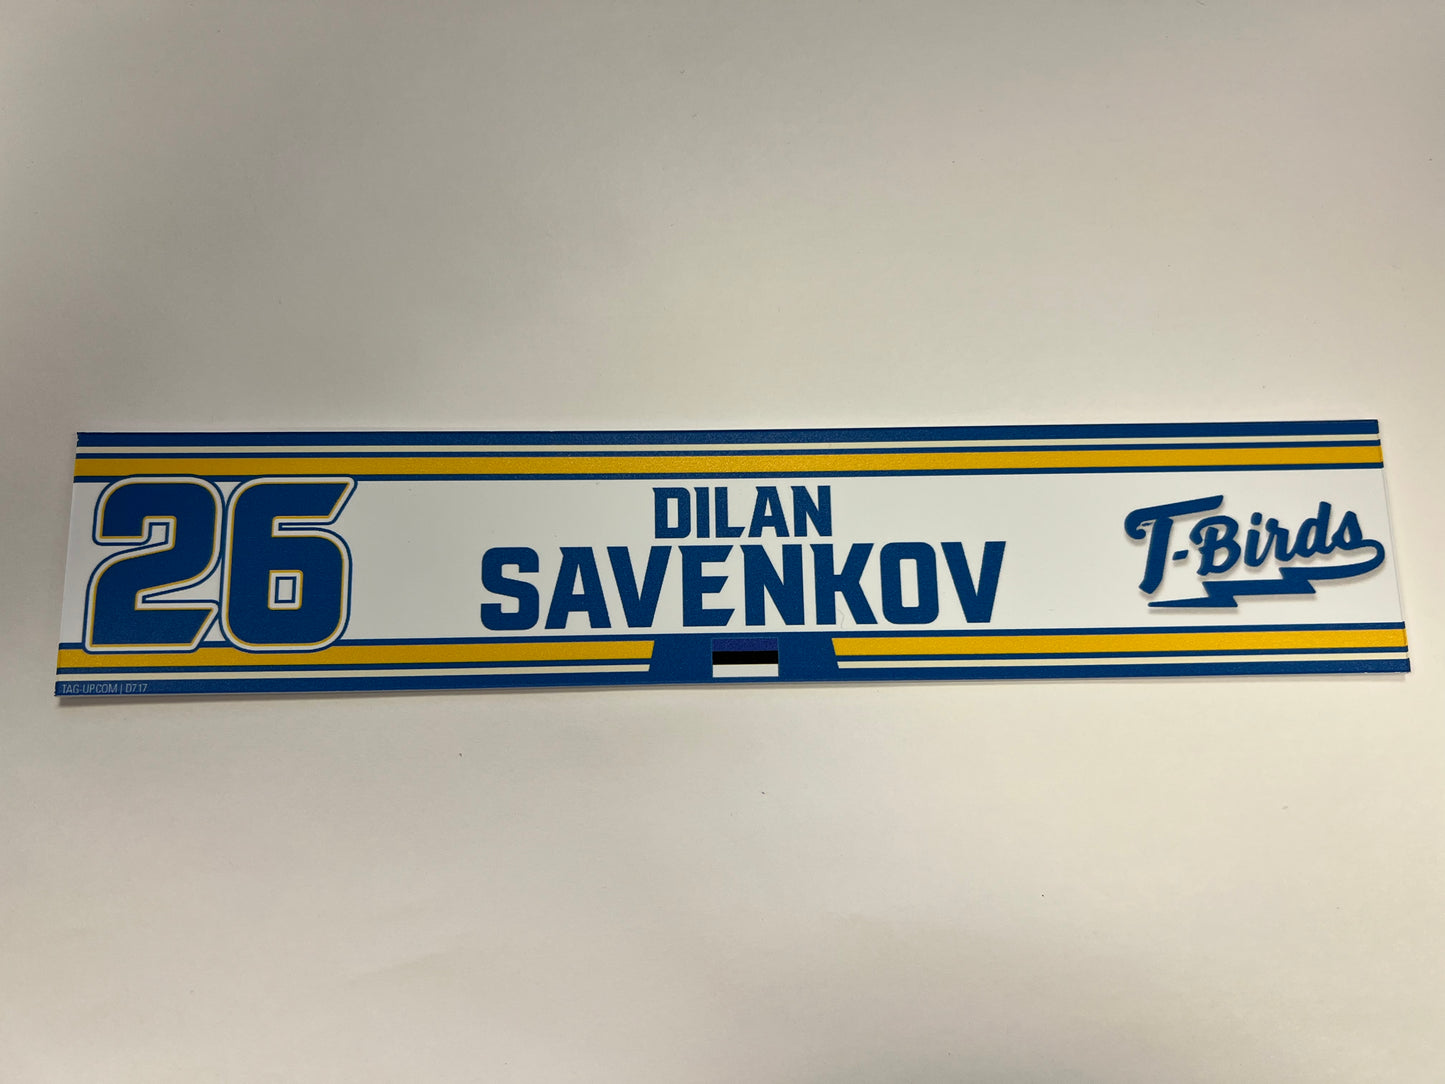 26
DILAN
SAVENKOV
T-Birds
TAG-UP.COM | D717